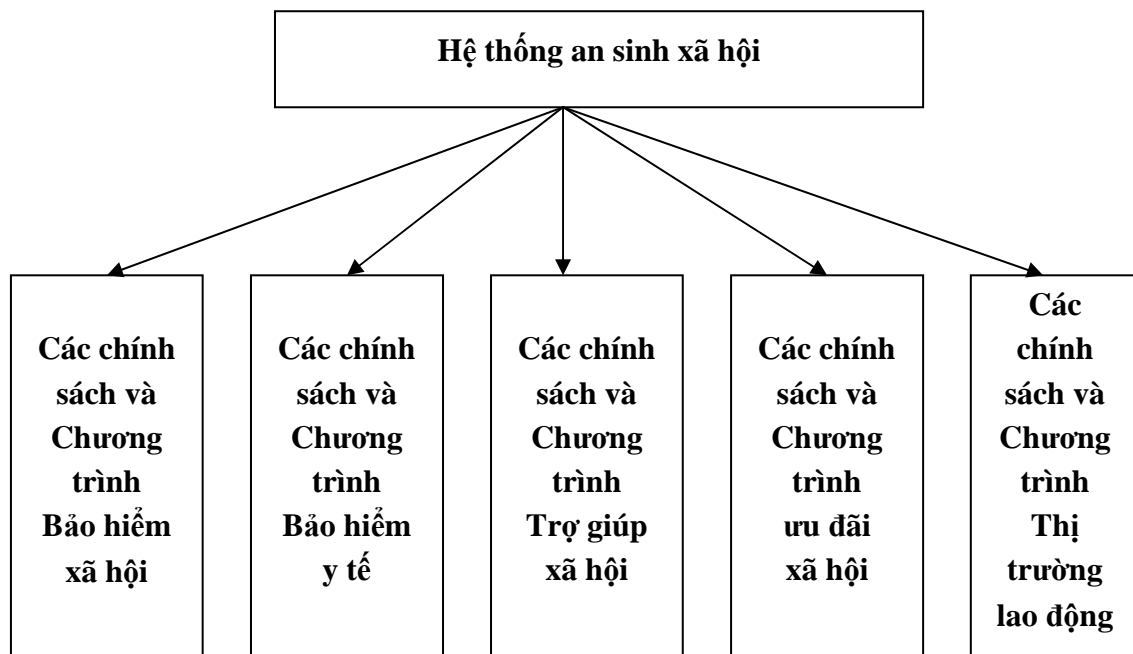 Hệ thống an sinh xã hội
Các chính
sách và
Chương
trình
Bảo hiểm
xã hội
Các chính
sách và
Chương
trình
Bảo hiểm
y tế
Các chính
sách và
Chương
trình
Trợ giúp
xã hội
Các chính
sách và
Chương
trình
ưu đãi
xã hội
Các
chính
sách và
Chương
trình
Thị
trường
lao động